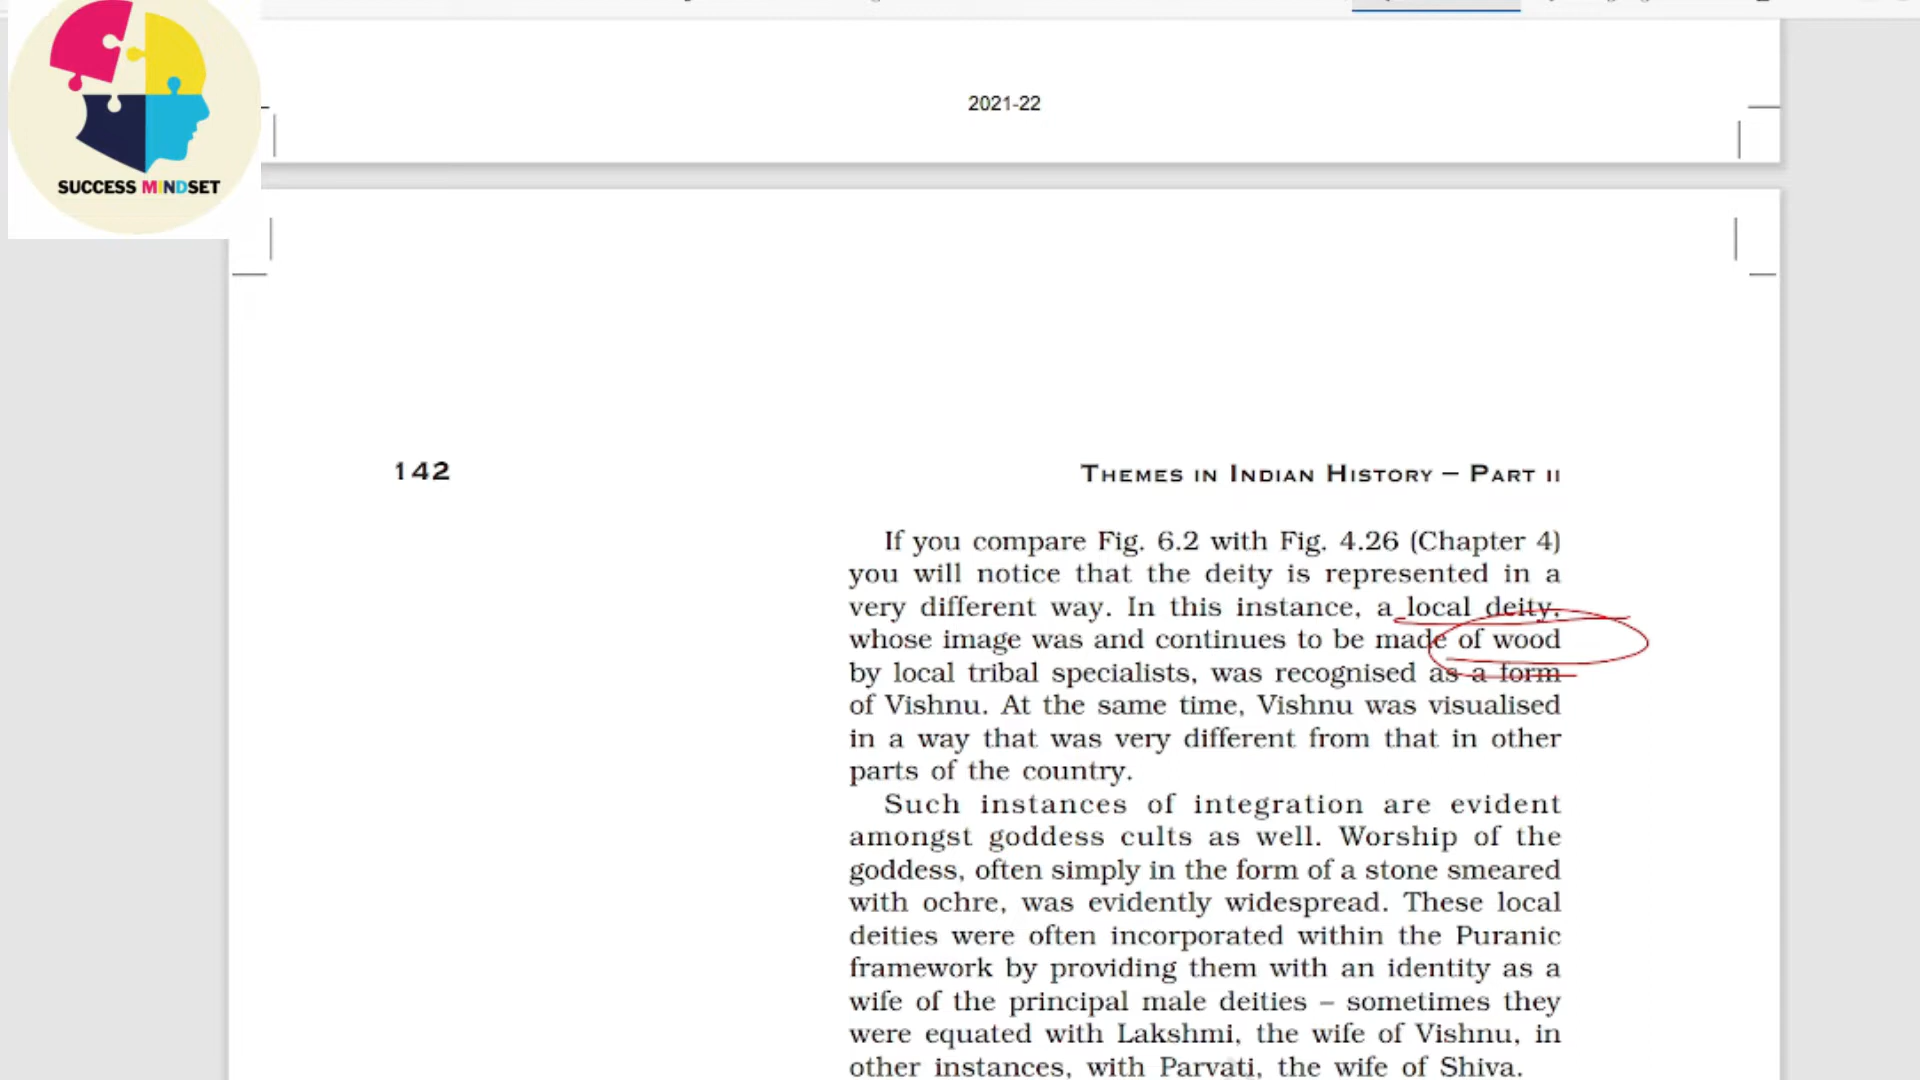 SUCCESS MINDSET
2021-22
142
THEMES IN INDIAN HISTORY – PART II
If you compare Fig. 6.2 with Fig. 4.26 (Chapter 4)
you will notice that the deity is represented in a
very different way. In this instance, a local deity,
whose image was and continues to be made of wood
by local tribal specialists, was recognised as a form
of Vishnu. At the same time, Vishnu was visualised
in a way that was very different from that in other
parts of the country.
Such instances of integration are evident
amongst goddess cults as well. Worship of the
goddess, often simply in the form of a stone smeared
with ochre, was evidently widespread. These local
deities were often incorporated within the Puranic
framework by providing them with an identity as a
wife of the principal male deities – sometimes they
were equated with Lakshmi, the wife of Vishnu, in
other instances, with Parvati, the wife of Shiva.